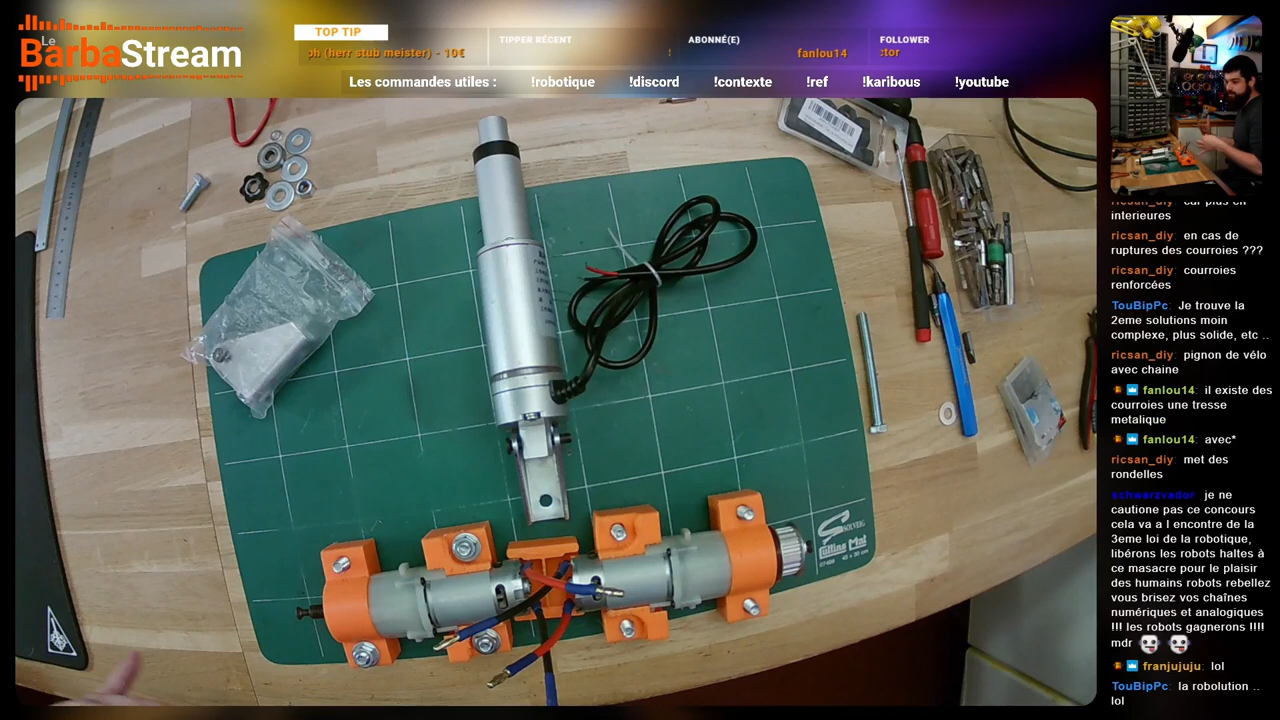 Le
BarbaStream
TOP TIP
ph (herr stub meister) - 10€
TIPPER RÉCENT
:
ABONNÉ(E)
fanlou14
FOLLOWER
:tor
Les commandes utiles : !robotique !discord !contexte !ref !karibous !youtube
SOLVERG
Cutting Mat
ricsan_diy: car plus en
interieures
ricsan_diy: en cas de
ruptures des courroies ???
ricsan_diy: courroies
renforcées
TouBipPc: Je trouve la
2eme solutions moin
complexe, plus solide, etc ..
ricsan_diy: pignon de vélo
avec chaine
fanlou14: il existe des
courroies une tresse
metalique
fanlou14: avec*
ricsan_diy: met des
rondelles
schwarzvador: je ne
cautione pas ce concours
cela va a l encontre de la
3eme loi de la robotique,
libérons les robots haltes à
ce masacre pour le plaisir
des humains robots rebellez
vous brisez vos chaînes
numériques et analogiques
!!! les robots gagnerons !!!!
mdr
franjujuju: lol
TouBipPc: la robolution ..
lol